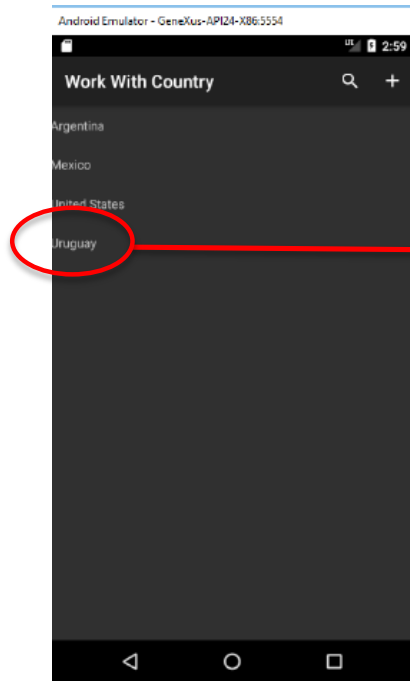 Android Emulator - GeneXus-API24-X86:5554
2:59
Work With Country
Argentina
Mexico
United States
Uruguay